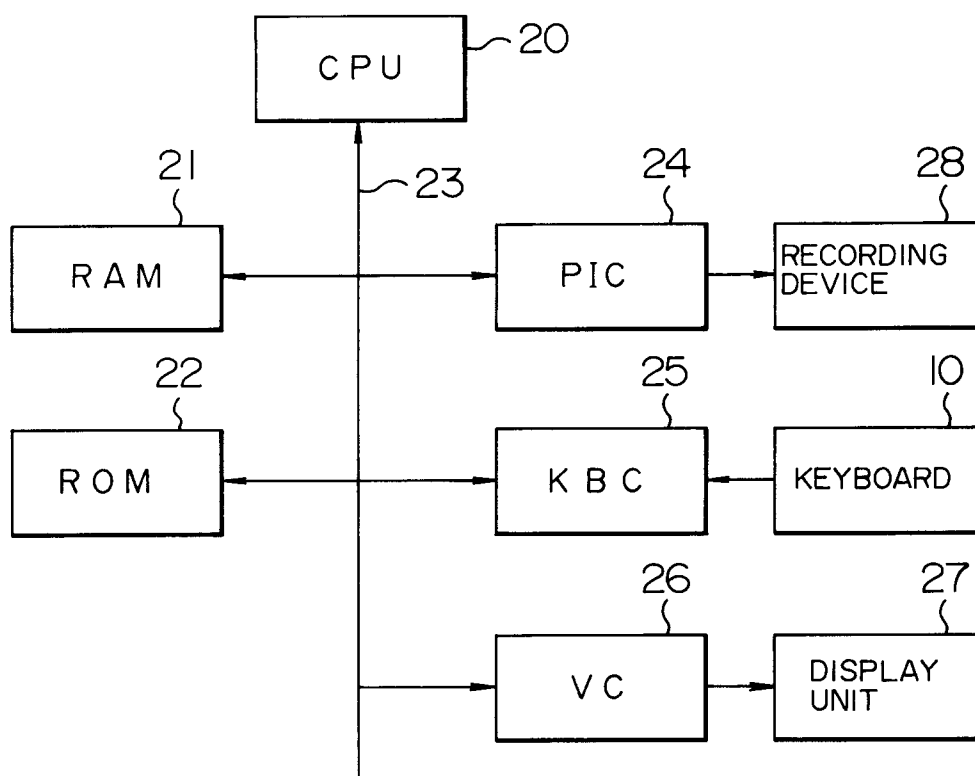 20
CPU
21
23
24
28
RAM
PIC
RECORDING
DEVICE
22
25
10
ROM
KBC
KEYBOARD
26
27
VC
DISPLAY
UNIT